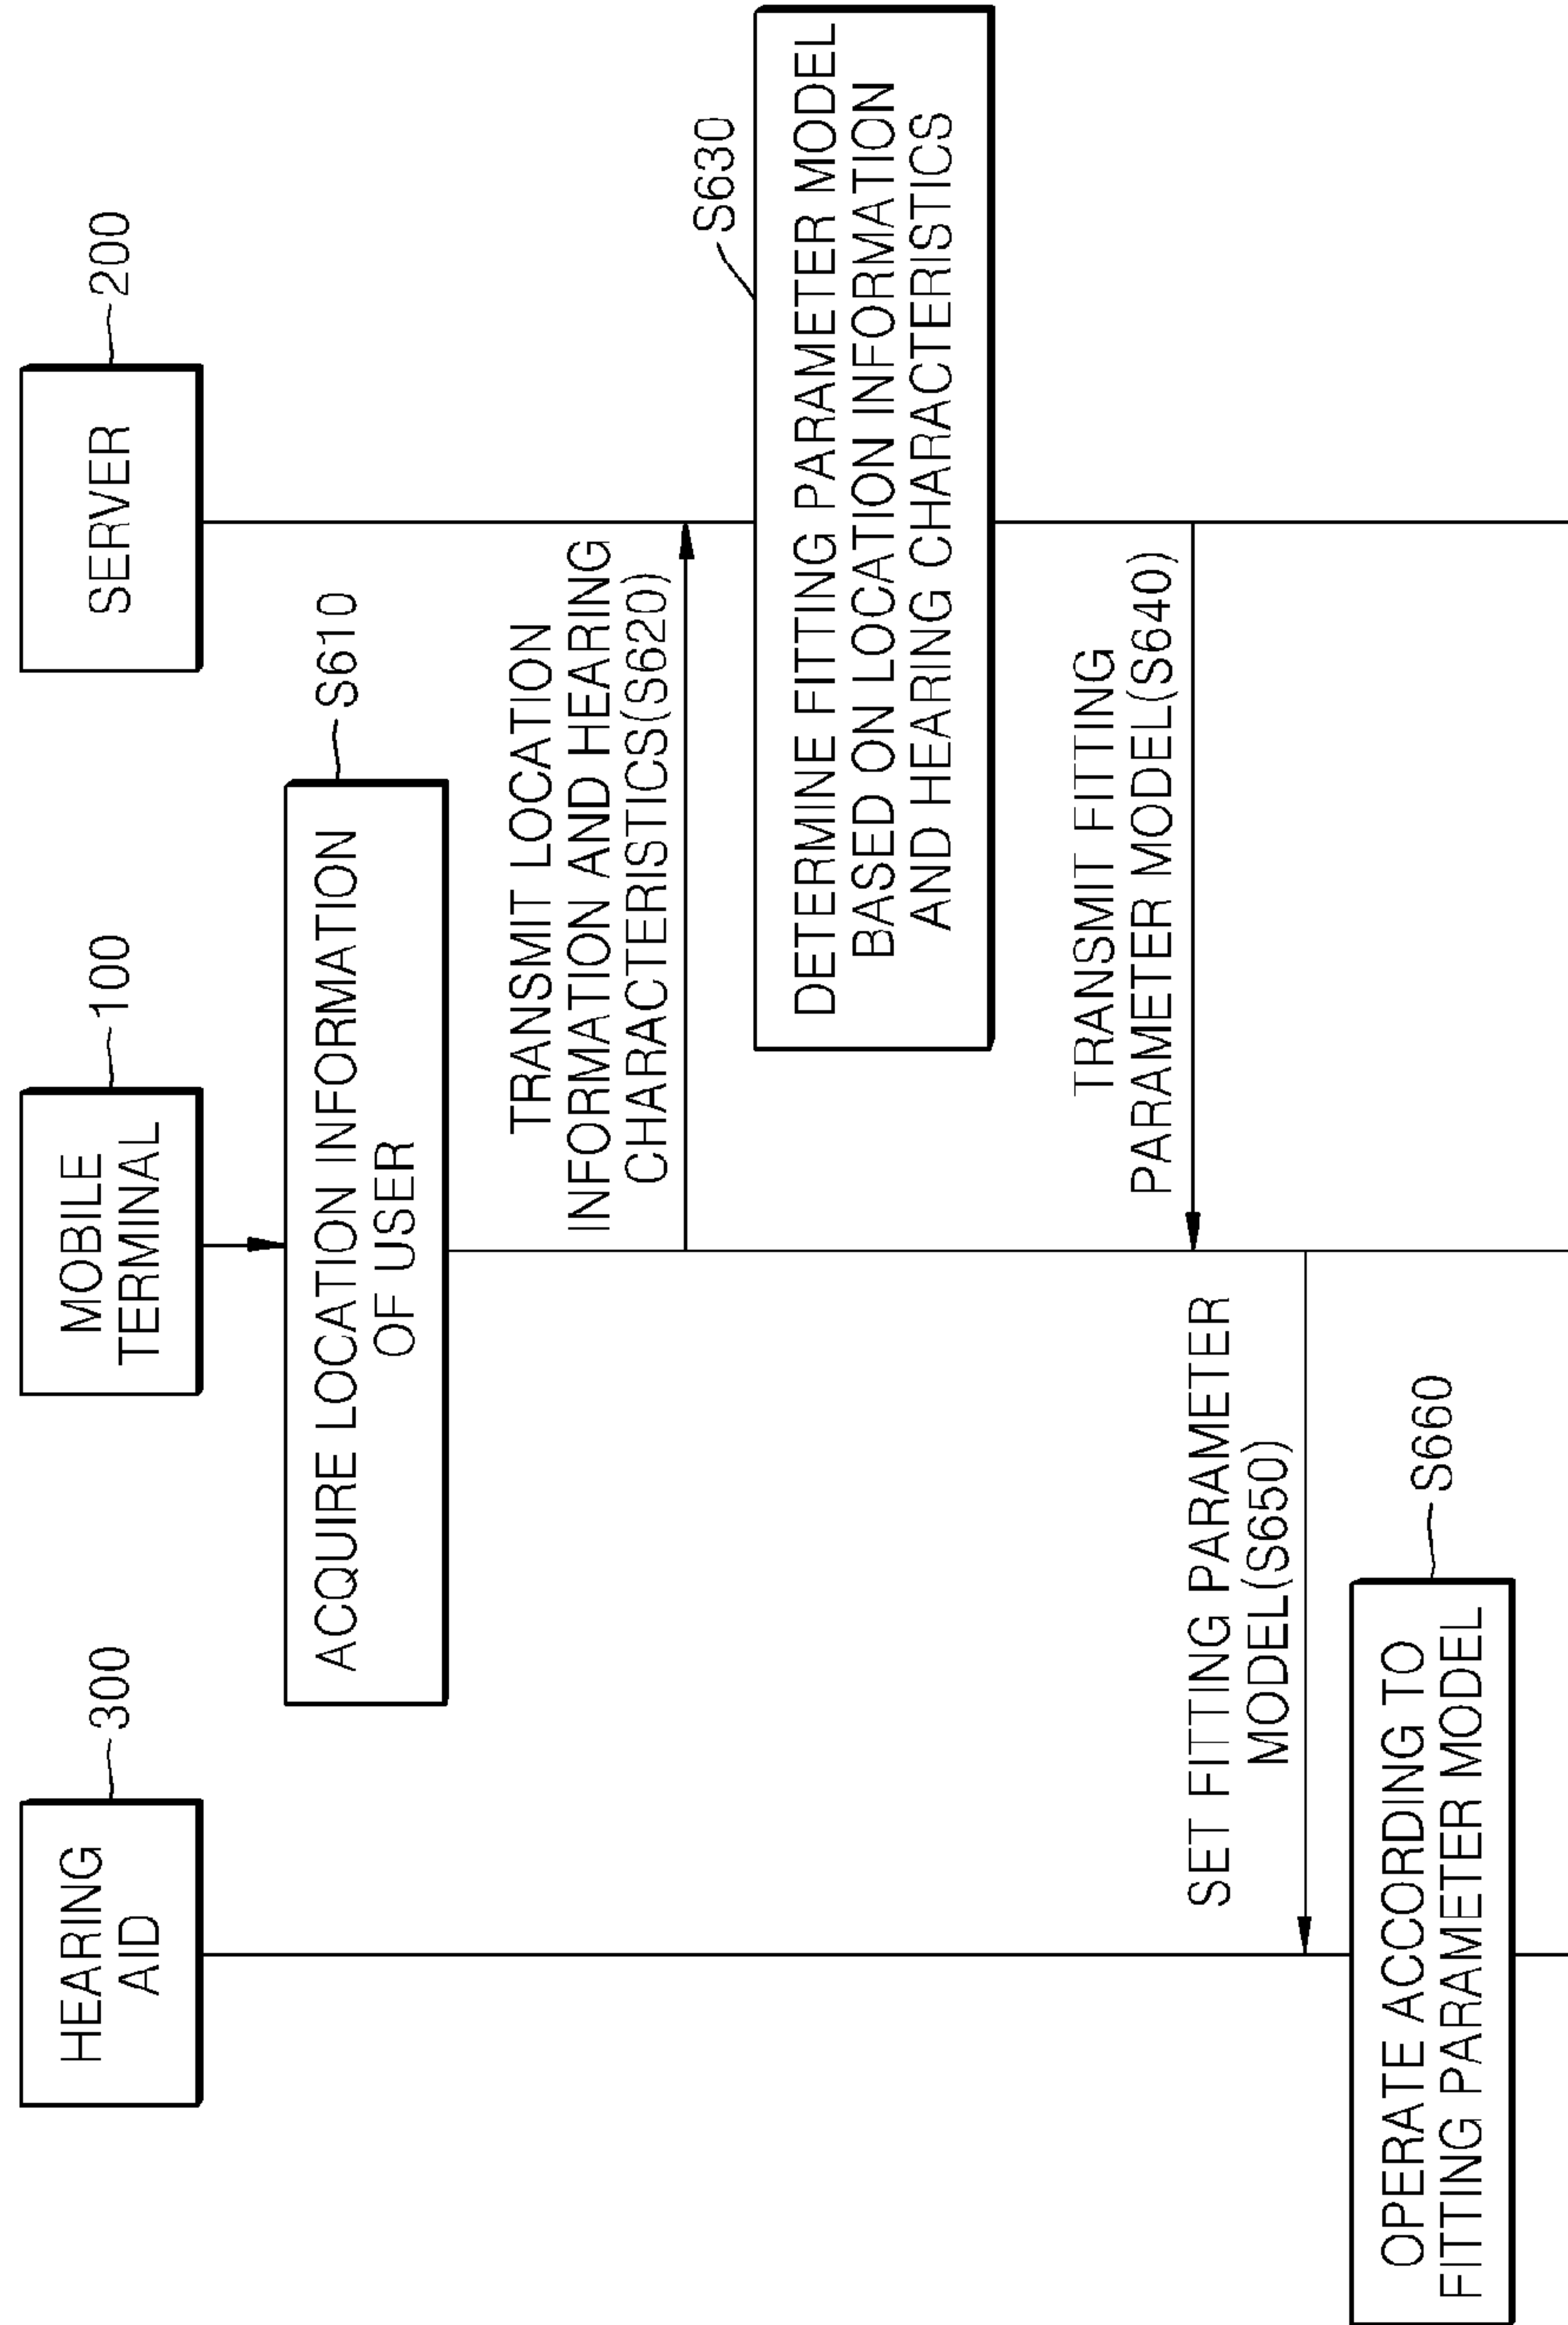 HEARING
AID
300
MOBILE
TERMINAL
100
SERVER
200
ACQUIRE LOCATION INFORMATION
OF USER
S610
TRANSMIT LOCATION
INFORMATION AND HEARING
CHARACTERISTICS(S620)
S630
DETERMINE FITTING PARAMETER MODEL
BASED ON LOCATION INFORMATION
AND HEARING CHARACTERISTICS
TRANSMIT FITTING
PARAMETER MODEL(S640)
SET FITTING PARAMETER
MODEL(S650)
OPERATE ACCORDING TO
FITTING PARAMETER MODEL
S660